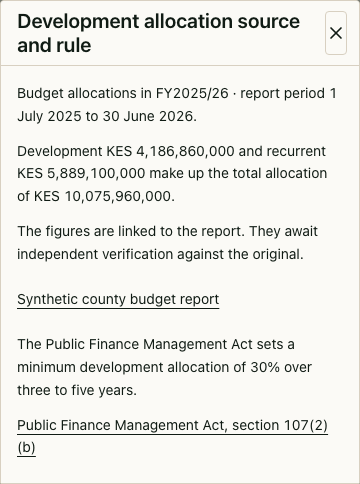 Development allocation source
and rule
Budget allocations in FY2025/26 · report period 1
July 2025 to 30 June 2026.
Development KES 4,186,860,000 and recurrent
KES 5,889,100,000 make up the total allocation
of KES 10,075,960,000.
The figures are linked to the report. They await
independent verification against the original.
Synthetic county budget report
The Public Finance Management Act sets a
minimum development allocation of 30% over
three to five years.
Public Finance Management Act, section 107(2)
(b)